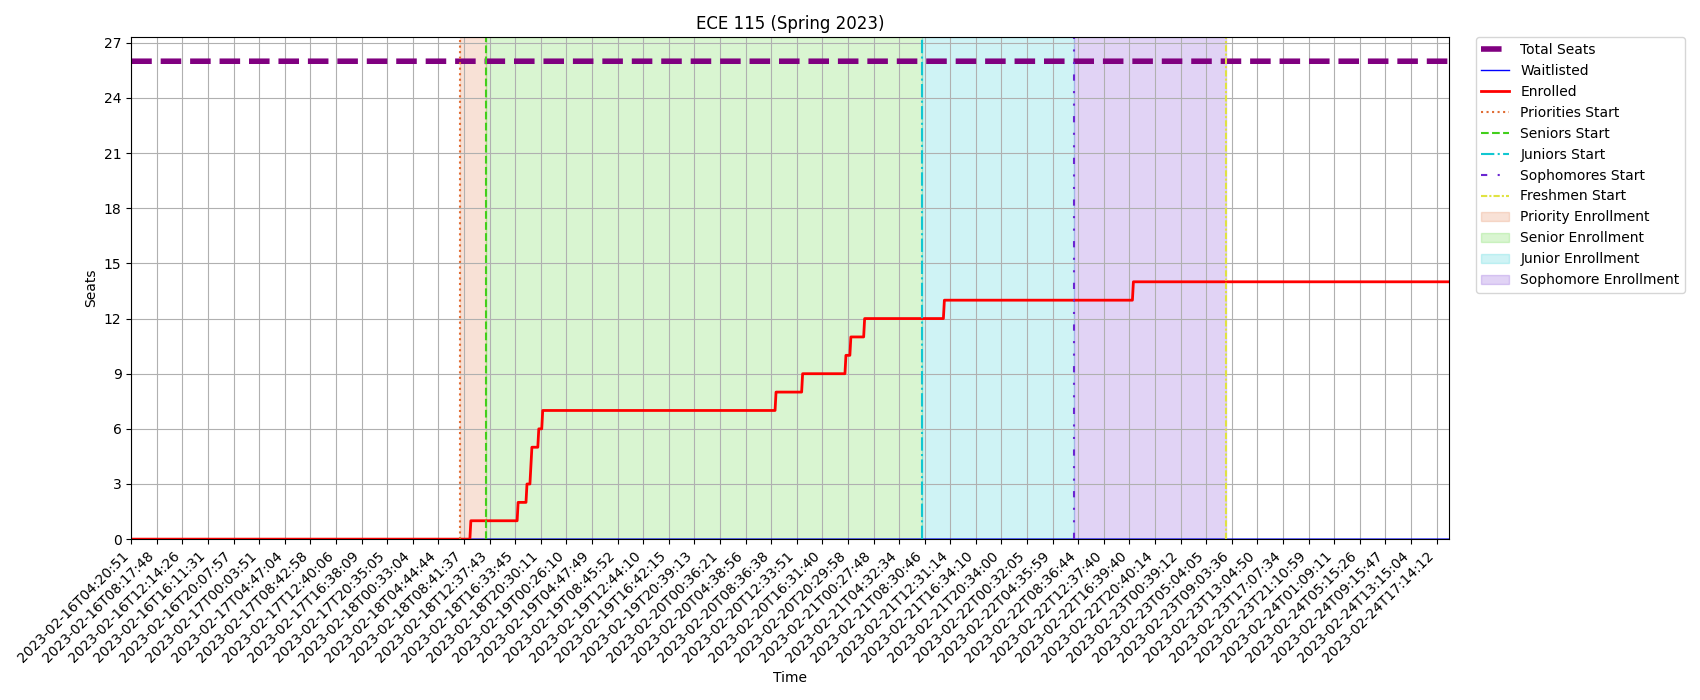 ECE 115 (Spring 2023)
27
24
21
18
15
12
9
6
3
0
Seats
2023-02-16T04:20:51
2023-02-16T08:17:48
2023-02-16T12:14:26
2023-02-16T16:11:37
2023-02-16T20:07:57
2023-02-17T00:03:51
2023-02-17T04:47:04
2023-02-17T08:42:58
2023-02-17T12:40:06
2023-02-17T16:38:09
2023-02-17T20:35:05
2023-02-18T00:33:04
2023-02-18T04:44:44
2023-02-18T08:41:37
2023-02-18T12:37:43
2023-02-18T16:33:45
2023-02-18T20:30:11
2023-02-19T00:26:10
2023-02-19T04:47:49
2023-02-19T08:45:52
2023-02-19T12:44:10
2023-02-19T16:42:15
2023-02-19T20:39:13
2023-02-20T00:36:21
2023-02-20T04:38:56
2023-02-20T08:36:38
2023-02-20T12:33:51
2023-02-20T16:31:40
2023-02-20T20:29:58
2023-02-21T00:27:48
2023-02-21T04:32:34
2023-02-21T08:30:46
2023-02-21T12:31:14
2023-02-21T16:34:10
2023-02-21T20:34:00
2023-02-22T00:32:05
2023-02-22T04:35:59
2023-02-22T08:36:44
2023-02-22T12:37:40
2023-02-22T16:39:40
2023-02-22T20:40:14
2023-02-23T00:39:12
2023-02-23T05:04:05
2023-02-23T09:03:36
2023-02-23T13:04:50
2023-02-23T17:07:34
2023-02-23T21:10:59
2023-02-24T01:09:11
2023-02-24T05:15:26
2023-02-24T09:15:47
2023-02-24T13:15:04
2023-02-24T17:14:12
Time
Total Seats
Waitlisted
Enrolled
Priorities Start
Seniors Start
Juniors Start
Sophomores Start
Freshmen Start
Priority Enrollment
Senior Enrollment
Junior Enrollment
Sophomore Enrollment